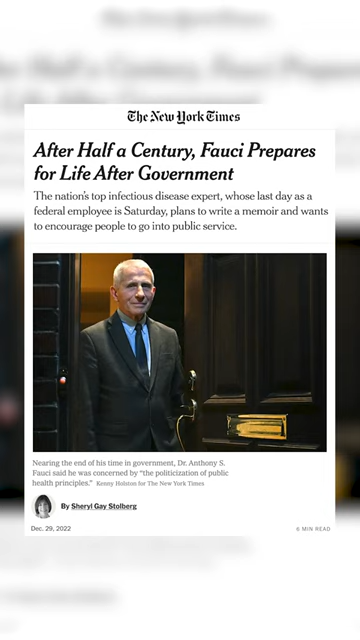 The New York Times
After Half a Century, Fauci Prepares
for Life After Government
The nation's top infectious disease expert, whose last day as a
federal employee is Saturday, plans to write a memoir and wants
to encourage people to go into public service.
Nearing the end of his time in government, Dr. Anthony S.
Fauci said he was concerned by "the politicization of public
health principles." Kenny Holston for The New York Times
By Sheryl Gay Stolberg
Dec. 29, 2022
6 MIN READ